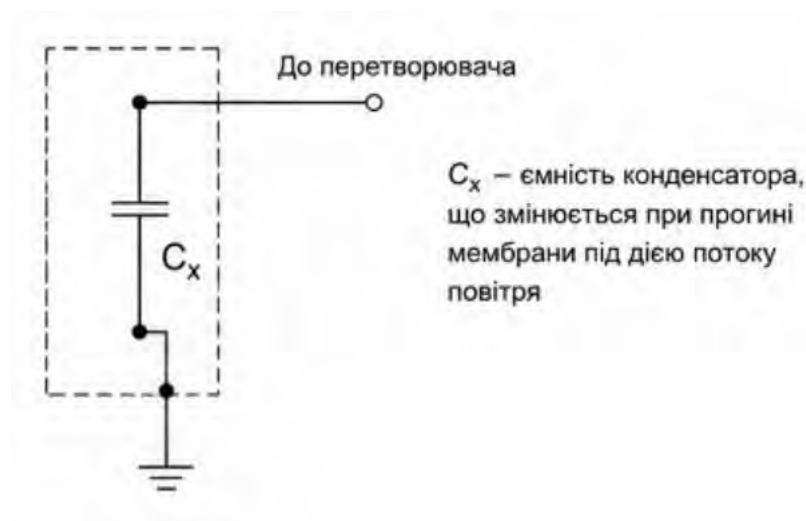 До перетворювача
Cₓ – ємність конденсатора,
що змінюється при прогині
мембрани під дією потоку
повітря
Cₓ